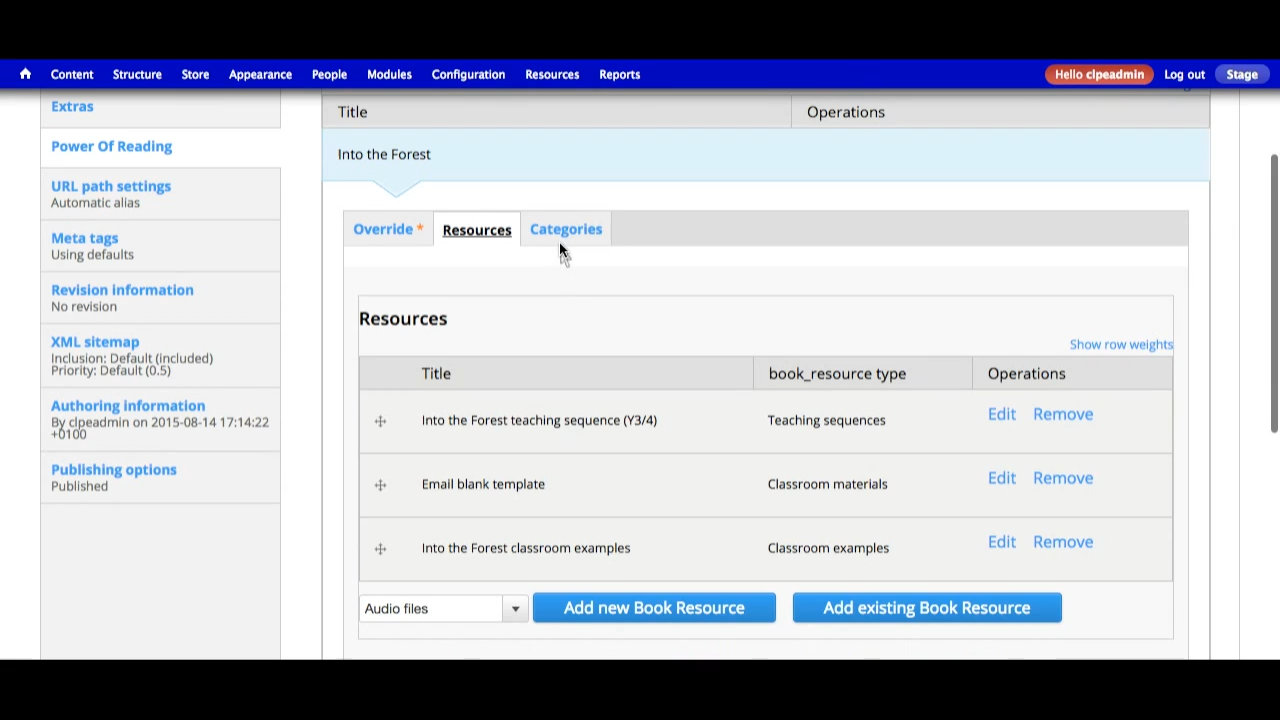 Content Structure Store Appearance People Modules Configuration Resources Reports Hello clpeadmin Log out Stage
Extras
Power Of Reading
URL path settings
Automatic alias
Meta tags
Using defaults
Revision information
No revision
XML sitemap
Inclusion: Default (included)
Priority: Default (0.5)
Authoring information
By clpeadmin on 2015-08-14 17:14:22
+0100
Publishing options
Published
Title Operations
Into the Forest
Override * Resources Categories
Resources
Show row weights
Title book_resource type Operations
Into the Forest teaching sequence (Y3/4) Teaching sequences Edit Remove
Email blank template Classroom materials Edit Remove
Into the Forest classroom examples Classroom examples Edit Remove
Audio files Add new Book Resource Add existing Book Resource